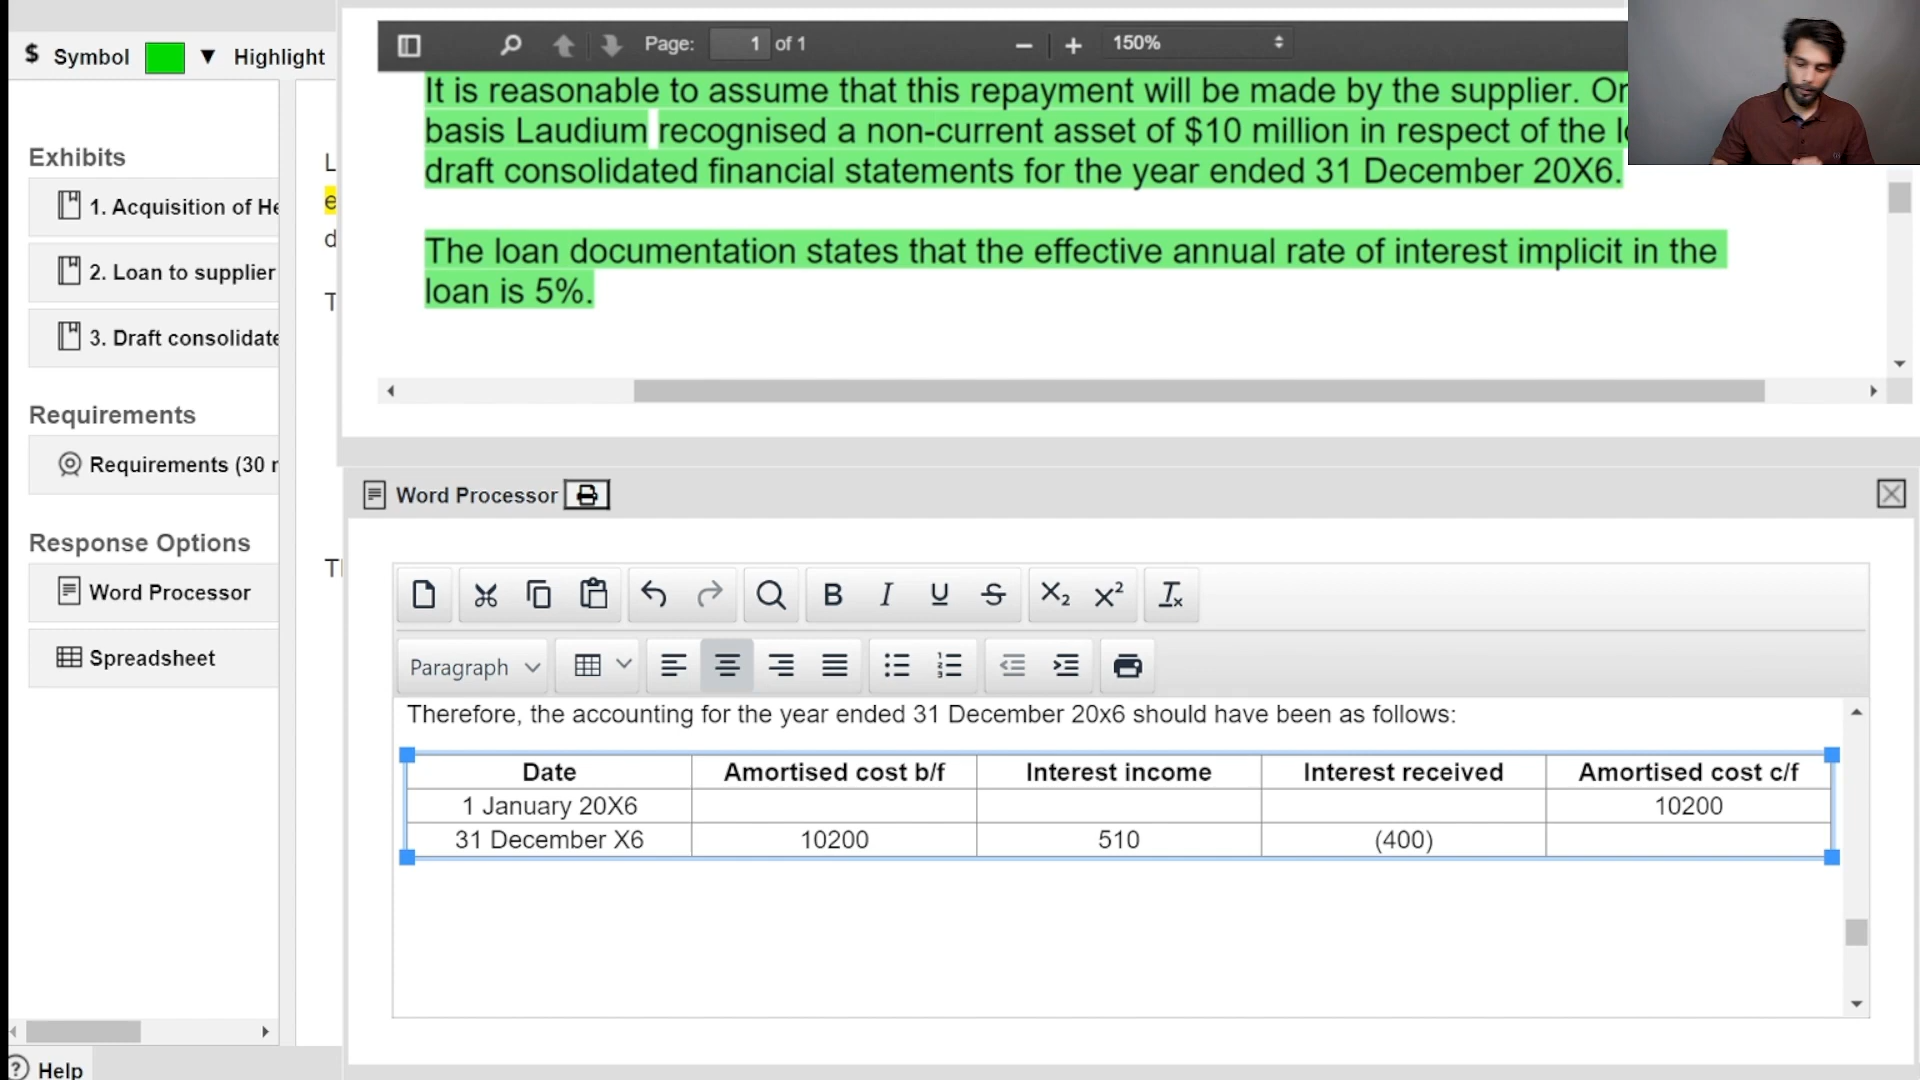 $ Symbol ▼ Highlight
Page: 1 of 1
150%
It is reasonable to assume that this repayment will be made by the supplier.
basis Laudium recognised a non-current asset of $10 million in respect of the
draft consolidated financial statements for the year ended 31 December 20X6.
The loan documentation states that the effective annual rate of interest implicit in the
loan is 5%.
Exhibits
1. Acquisition of
2. Loan to supplier
3. Draft
Requirements
Requirements (30
Response Options
Word Processor
Spreadsheet
Help
Word Processor
B I U S X₂ X² Tx
Paragraph
Therefore, the accounting for the year ended 31 December 20x6 should have been as follows:
Date Amortised cost b/f Interest income Interest received Amortised cost c/f
1 January 20X6 10200
31 December X6 10200 510 (400)